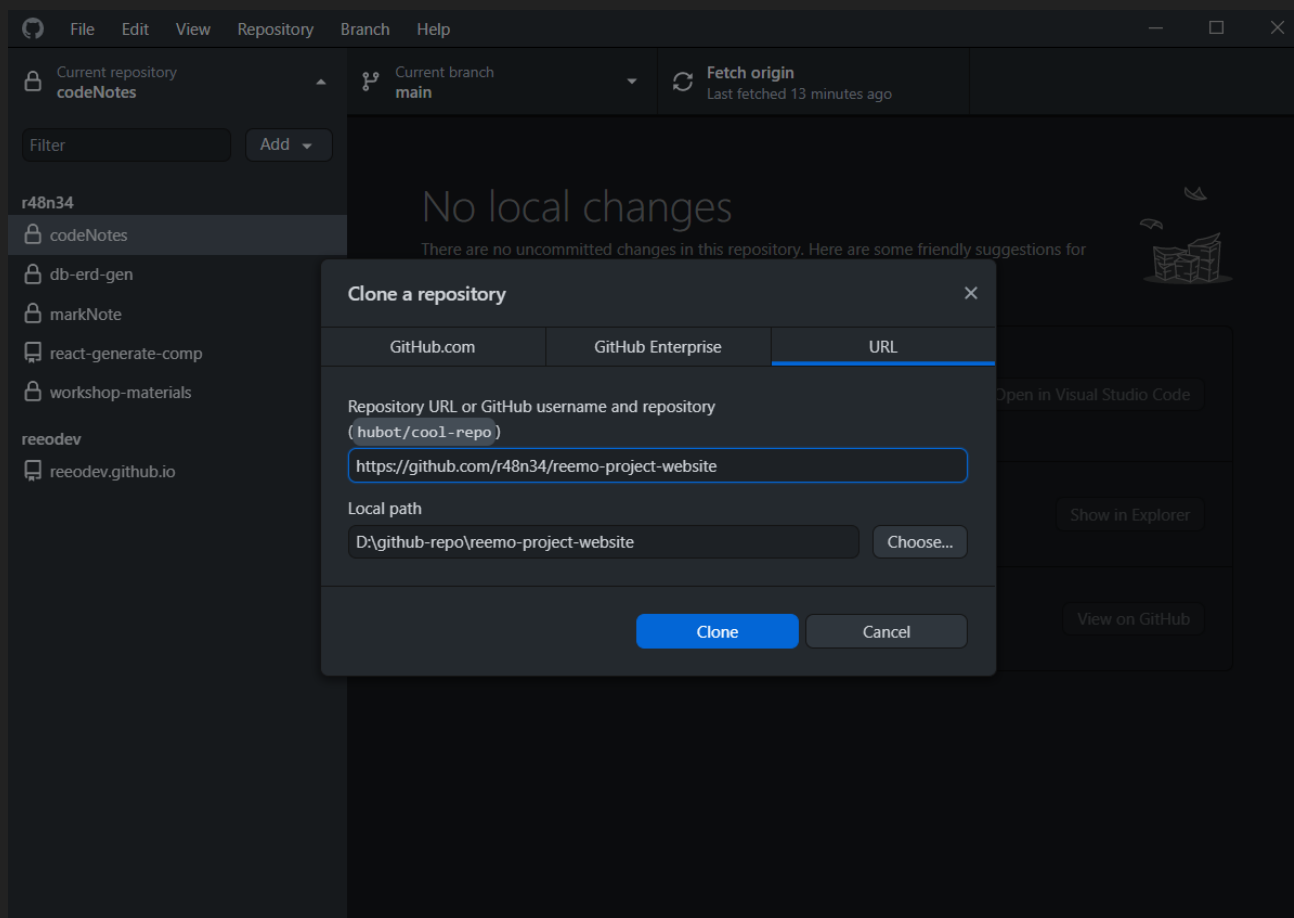 File Edit View Repository Branch Help
Current repository
codeNotes
Current branch
main
Fetch origin
Last fetched 13 minutes ago
Filter
Add
r48n34
codeNotes
db-erd-gen
markNote
react-generate-comp
workshop-materials
reeodev
reeodev.github.io
No local changes
There are no uncommitted changes in this repository. Here are some friendly suggestions for
Clone a repository
GitHub.com GitHub Enterprise URL
Repository URL or GitHub username and repository
(hubot/cool-repo)
https://github.com/r48n34/reemo-project-website
Local path
D:\github-repo\reemo-project-website
Choose...
Clone Cancel
Open in Visual Studio Code
Show in Explorer
View on GitHub